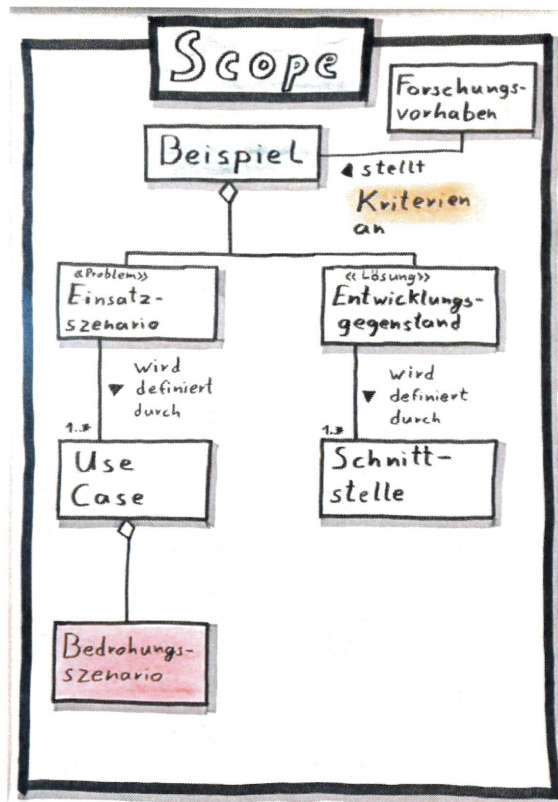 Scope
Forschungs-
vorhaben
Beispiel
◀ stellt
Kriterien
an
«Problem»
Einsatz-
szenario
«Lösung»
Entwicklungs-
gegenstand
wird
▼ definiert
durch
1..*
wird
▼ definiert
durch
1..*
Use
Case
Schnitt-
stelle
Bedrohungs-
szenario